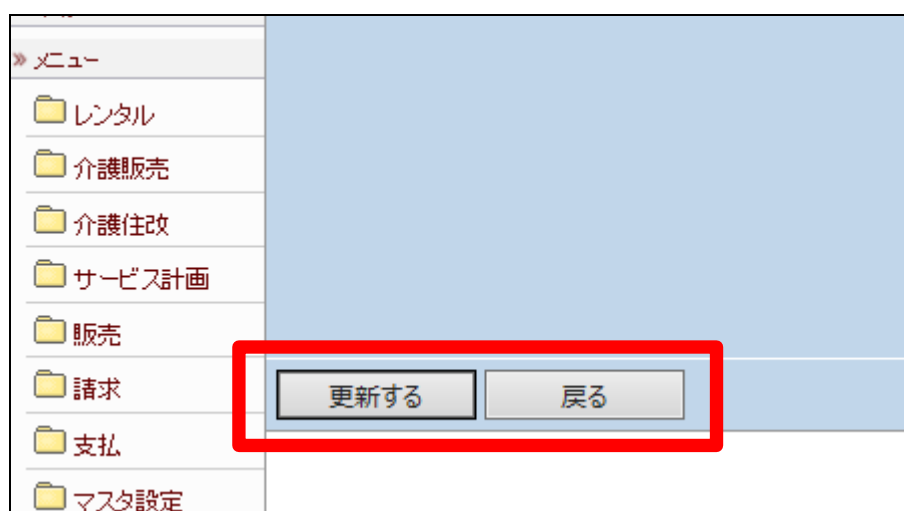 » メニュー
レンタル
介護販売
介護住改
サービス計画
販売
請求
支払
マスタ設定
更新する 戻る